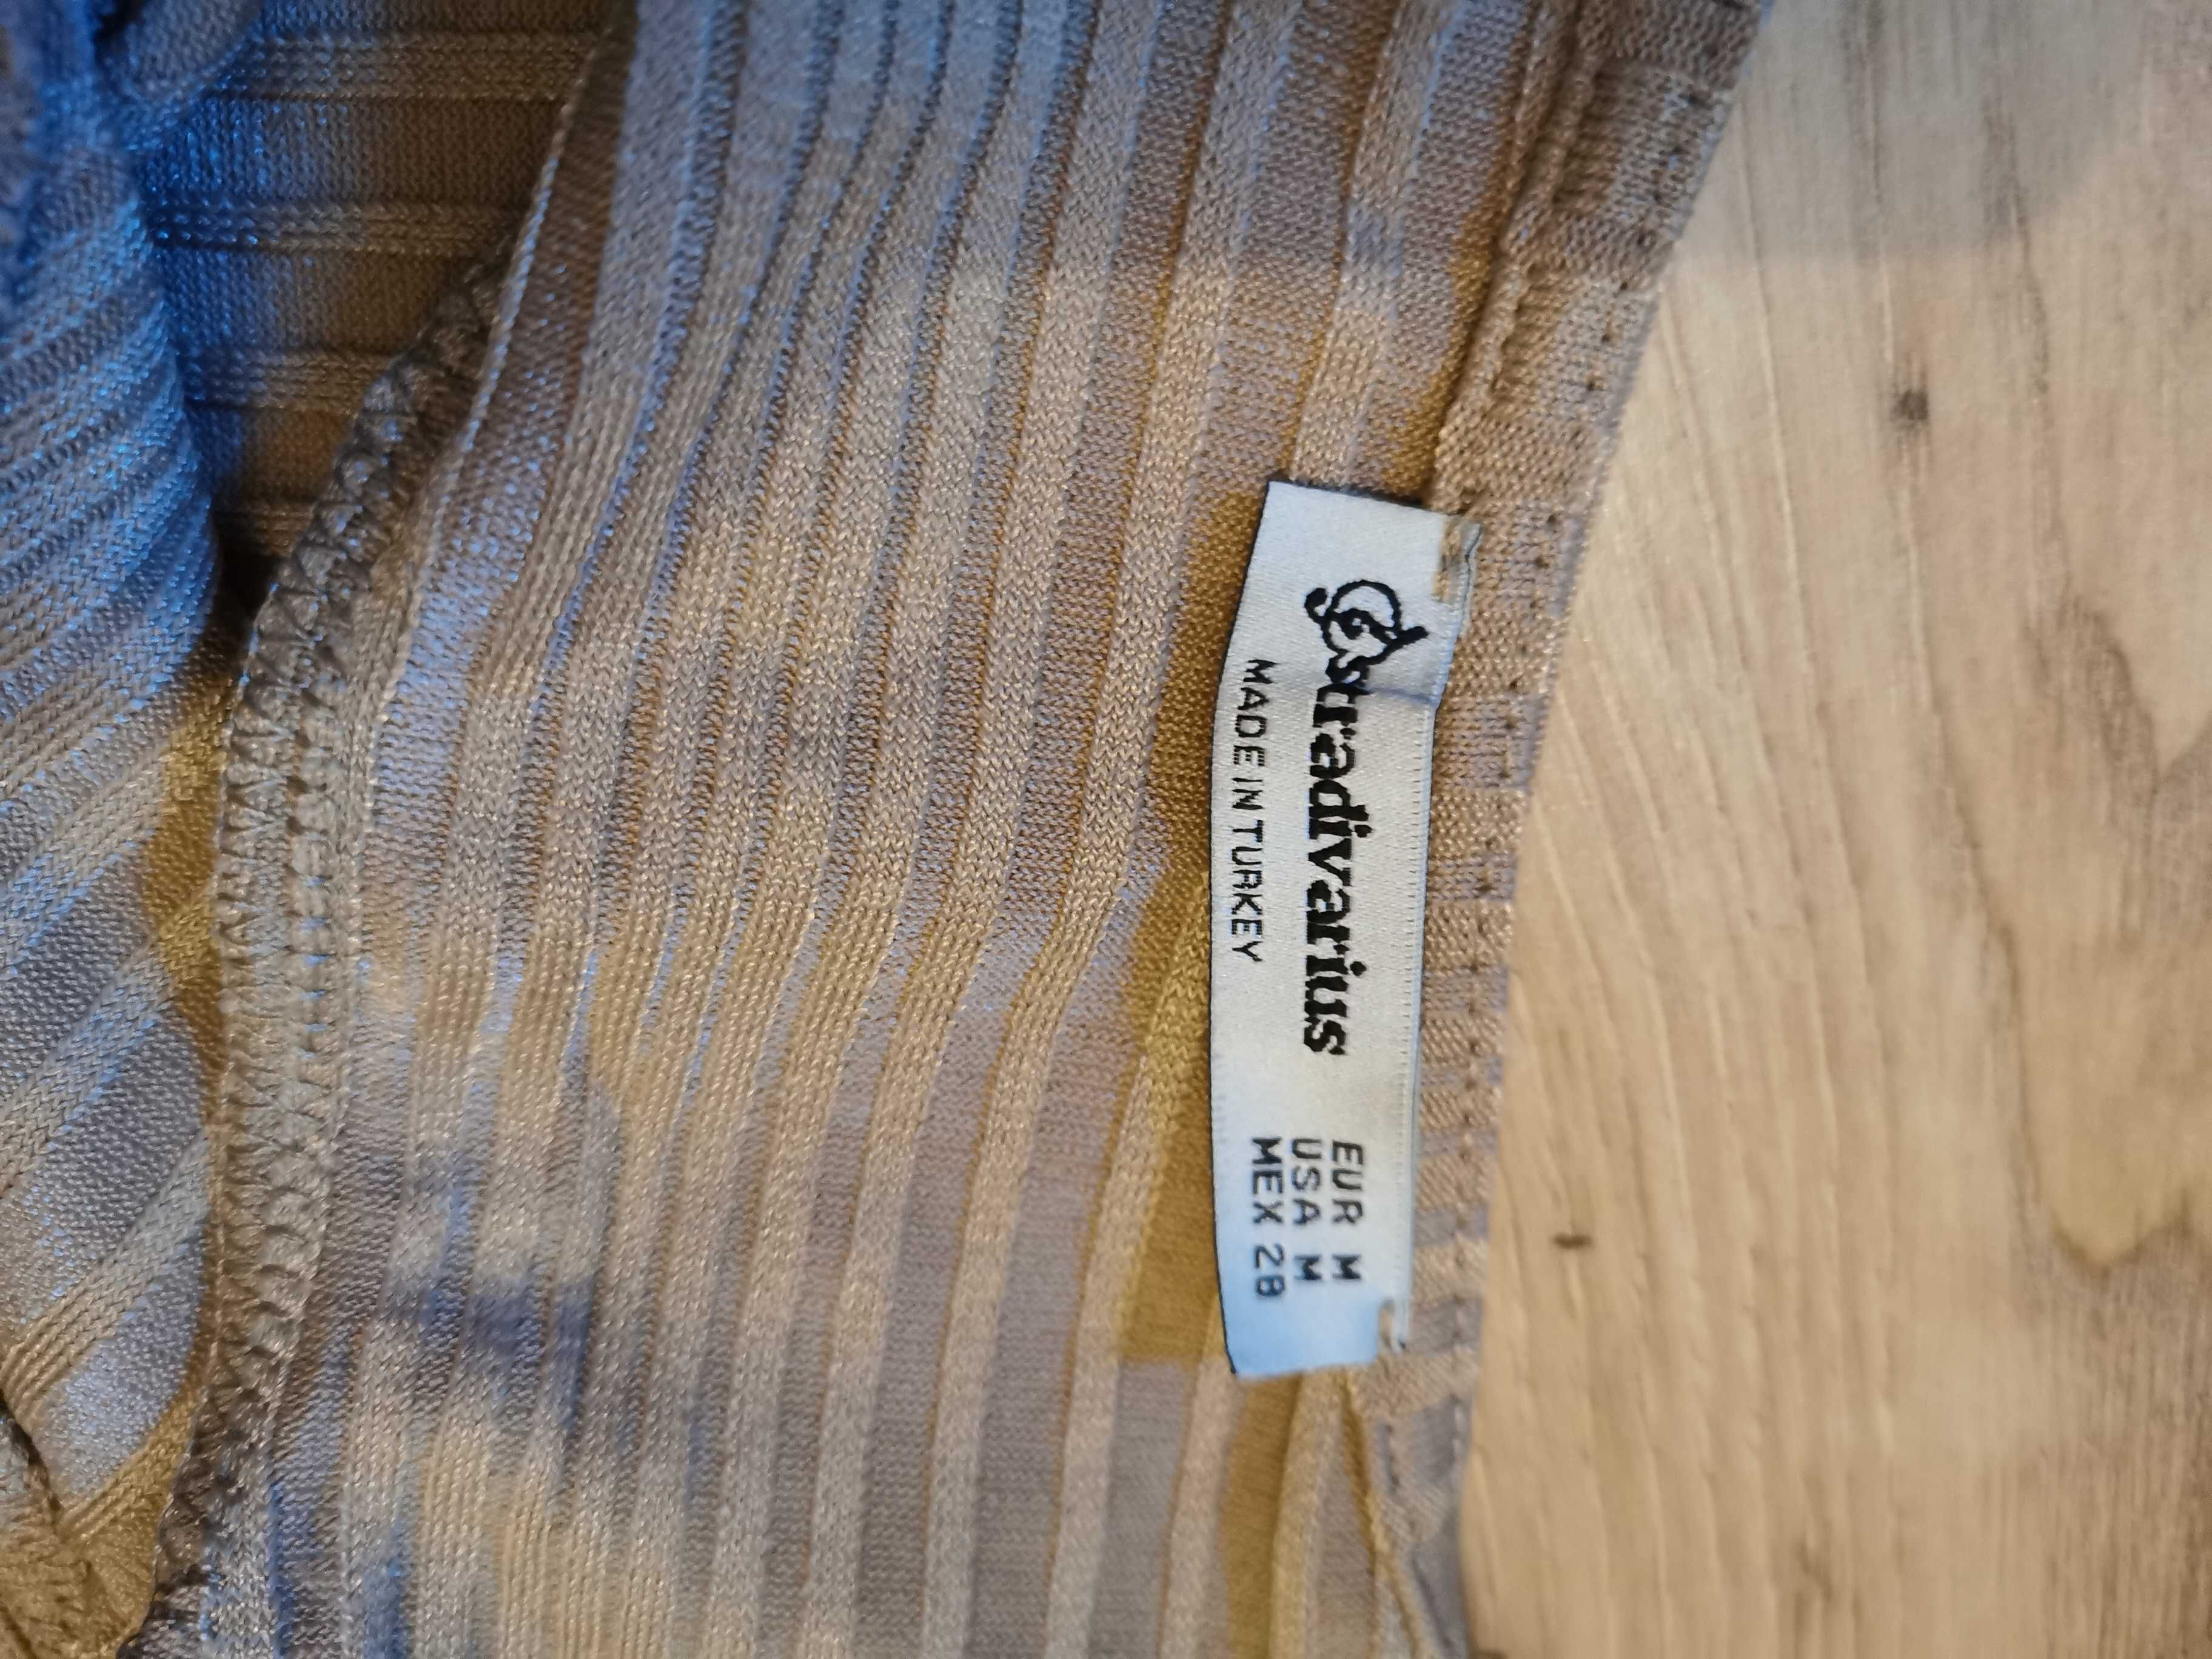 stradivarius
MADE IN TURKEY
EUR M
USA M
MEX 28